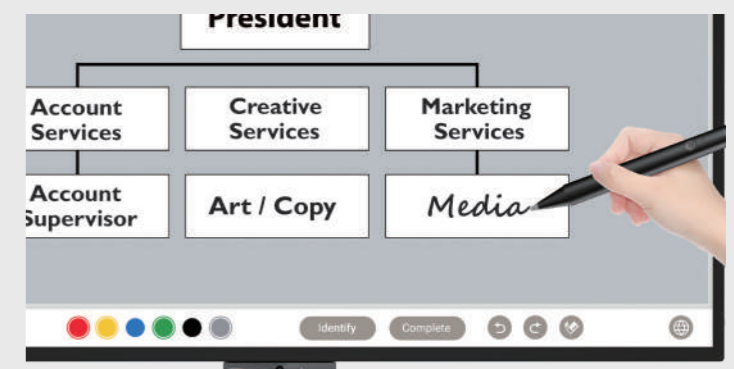 President
Account
Services
Creative
Services
Marketing
Services
Account
Supervisor
Art / Copy
Media
Identify
Complete